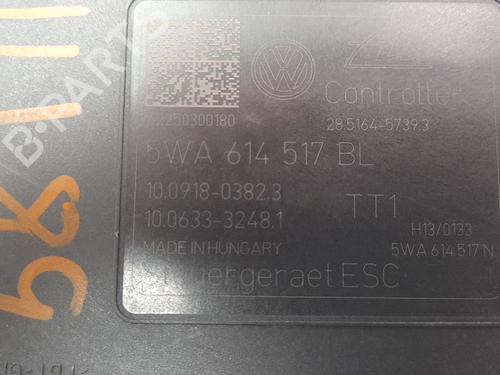 B-PARTS
Controller
250300180
28.5164-5739.3
5WA 614 517 BL
10.0918-0382.3
10.0633-3248.1
TT1
H13/0133
MADE IN HUNGARY
5WA 614 517 N
ESC